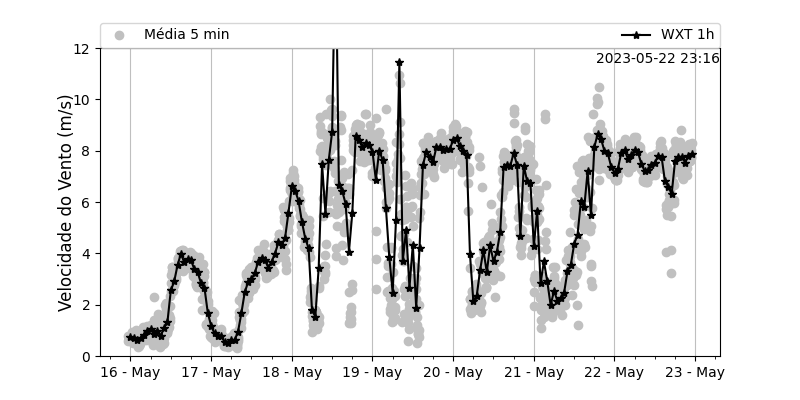 Média 5 min
WXT 1h
2023-05-22 23:16
Velocidade do Vento (m/s)
12
10
8
6
4
2
0
16 - May 17 - May 18 - May 19 - May 20 - May 21 - May 22 - May 23 - May